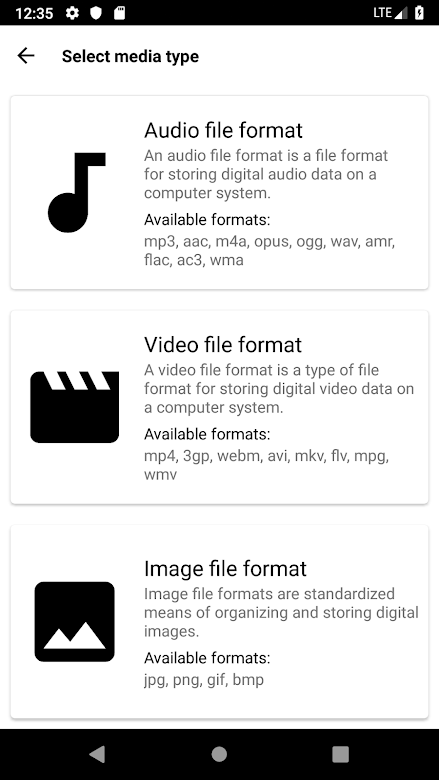 12:35
LTE
Select media type
Audio file format
An audio file format is a file format
for storing digital audio data on a
computer system.
Available formats:
mp3, aac, m4a, opus, ogg, wav, amr,
flac, ac3, wma
Video file format
A video file format is a type of file
format for storing digital video data on
a computer system.
Available formats:
mp4, 3gp, webm, avi, mkv, flv, mpg,
wmv
Image file format
Image file formats are standardized
means of organizing and storing digital
images.
Available formats:
jpg, png, gif, bmp